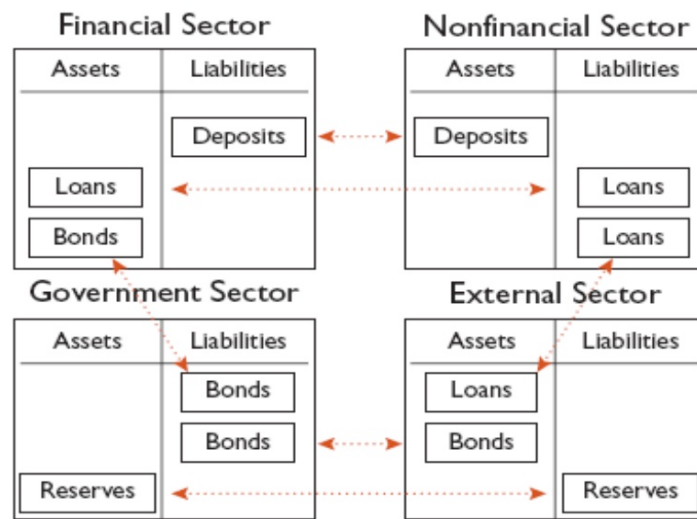 Financial Sector
Nonfinancial Sector
Assets
Liabilities
Assets
Liabilities
Deposits
Deposits
Loans
Loans
Bonds
Loans
Government Sector
External Sector
Assets
Liabilities
Assets
Liabilities
Bonds
Loans
Bonds
Bonds
Reserves
Reserves